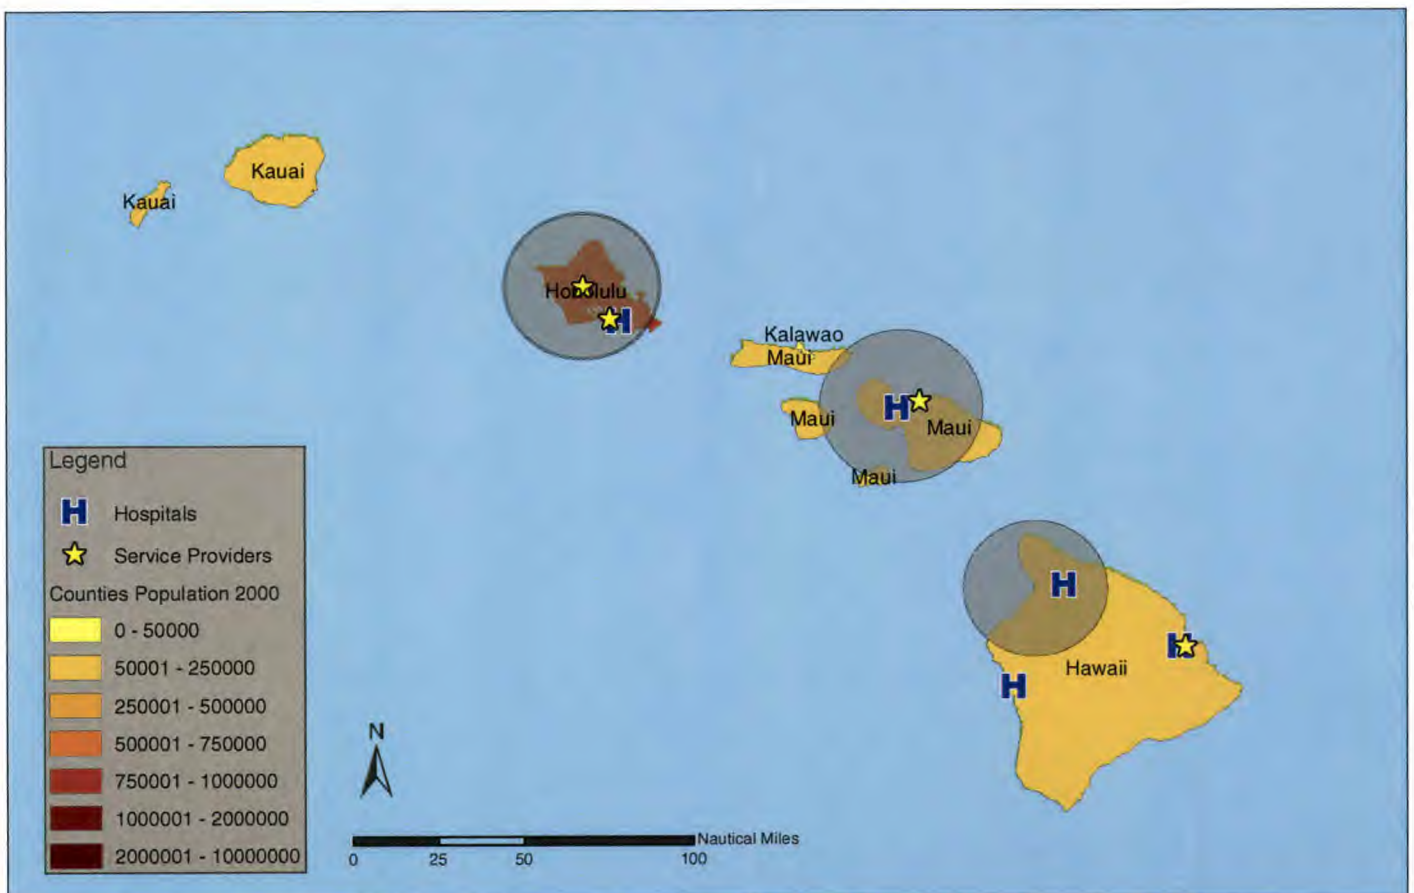 Kauai
Kauai
Honolulu
H
Kalawao
Maui
Maui
H
Maui
Maui
H
H
Hawaii
H
Legend
H Hospitals
Service Providers
Counties Population 2000
0 - 50000
50001 - 250000
250001 - 500000
500001 - 750000
750001 - 1000000
1000001 - 2000000
2000001 - 10000000
N
Nautical Miles
0 25 50 100